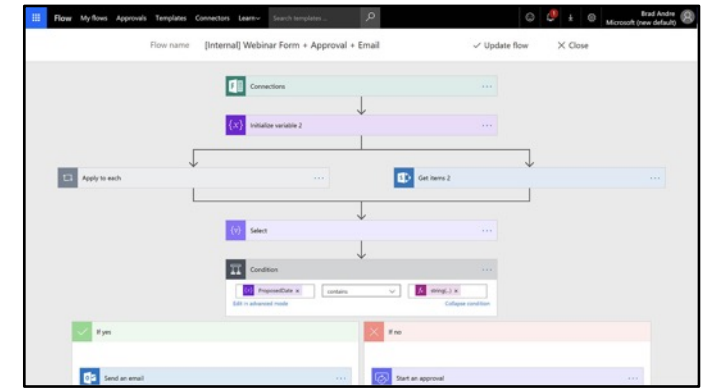 Flow My flows Approvals Templates Connectors Learn Search templates ... Brad Andre
Microsoft (new default)
Flow name [Internal] Webinar Form + Approval + Email Update flow Close
Connections
Initialize variable 2
Apply to each Get items 2
Select
Condition
ProposedDate x contains string(..) x
Edit in advanced mode Collapse condition
If yes If no
Send an email Start an approval